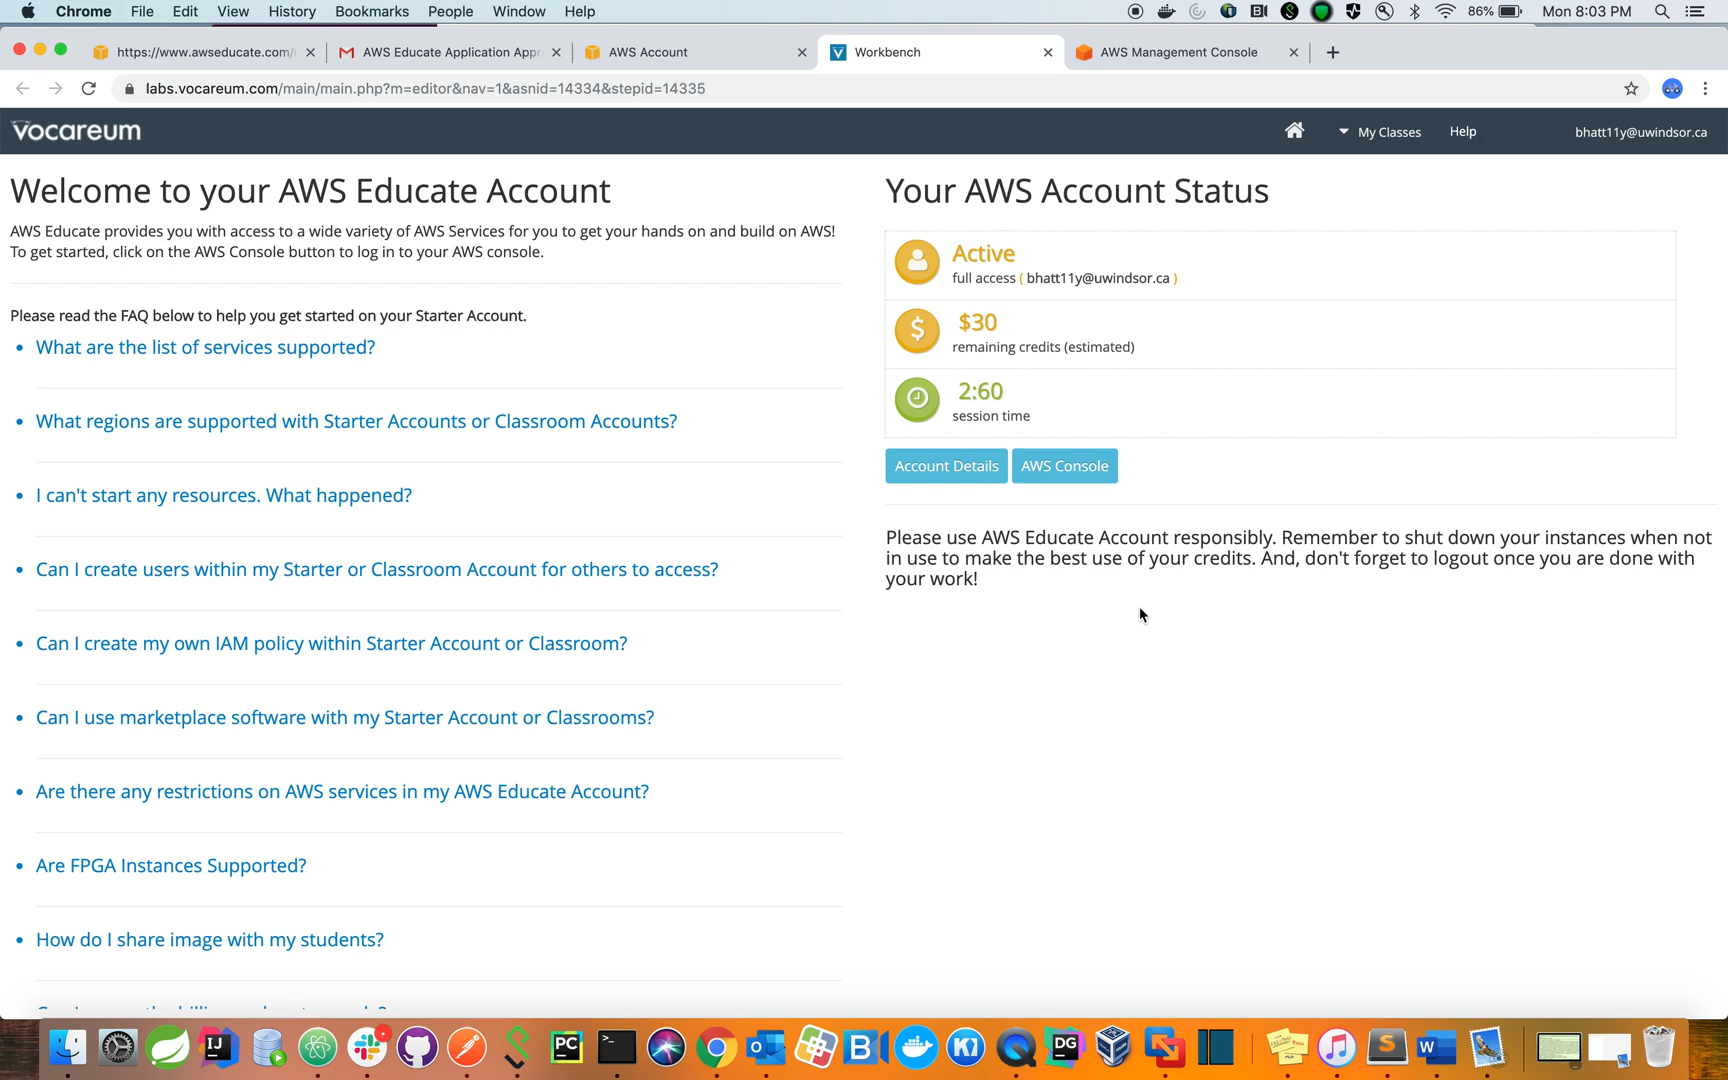 Chrome File Edit View History Bookmarks People Window Help 86% Mon 8:03 PM
https://www.awseducate.com/ AWS Educate Application Appr AWS Account Workbench AWS Management Console
labs.vocareum.com/main/main.php?m=editor&nav=1&asnid=14334&stepid=14335
vocareum My Classes Help bhatt11y@uwindsor.ca
Welcome to your AWS Educate Account
AWS Educate provides you with access to a wide variety of AWS Services for you to get your hands on and build on AWS!
To get started, click on the AWS Console button to log in to your AWS console.
Please read the FAQ below to help you get started on your Starter Account.
What are the list of services supported?
What regions are supported with Starter Accounts or Classroom Accounts?
I can't start any resources. What happened?
Can I create users within my Starter or Classroom Account for others to access?
Can I create my own IAM policy within Starter Account or Classroom?
Can I use marketplace software with my Starter Account or Classrooms?
Are there any restrictions on AWS services in my AWS Educate Account?
Are FPGA Instances Supported?
How do I share image with my students?
Your AWS Account Status
Active
full access ( bhatt11y@uwindsor.ca )
$30
remaining credits (estimated)
2:60
session time
Account Details AWS Console
Please use AWS Educate Account responsibly. Remember to shut down your instances when not
in use to make the best use of your credits. And, don't forget to logout once you are done with
your work!
IJ PC DG W